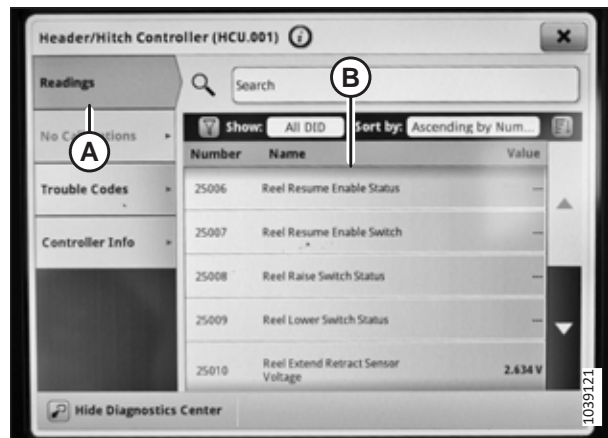 Header/Hitch Controller (HCU.001)
Readings
Search
B
No Cal
tions
A
Show: All DID Sort by: Ascending by Num...
Number Name Value
25006 Reel Resume Enable Status ---
Trouble Codes
25007 Reel Resume Enable Switch ---
Controller Info
25008 Reel Raise Switch Status ---
25009 Reel Lower Switch Status ---
25010 Reel Extend Retract Sensor
Voltage 2.634 V
Hide Diagnostics Center
1039121